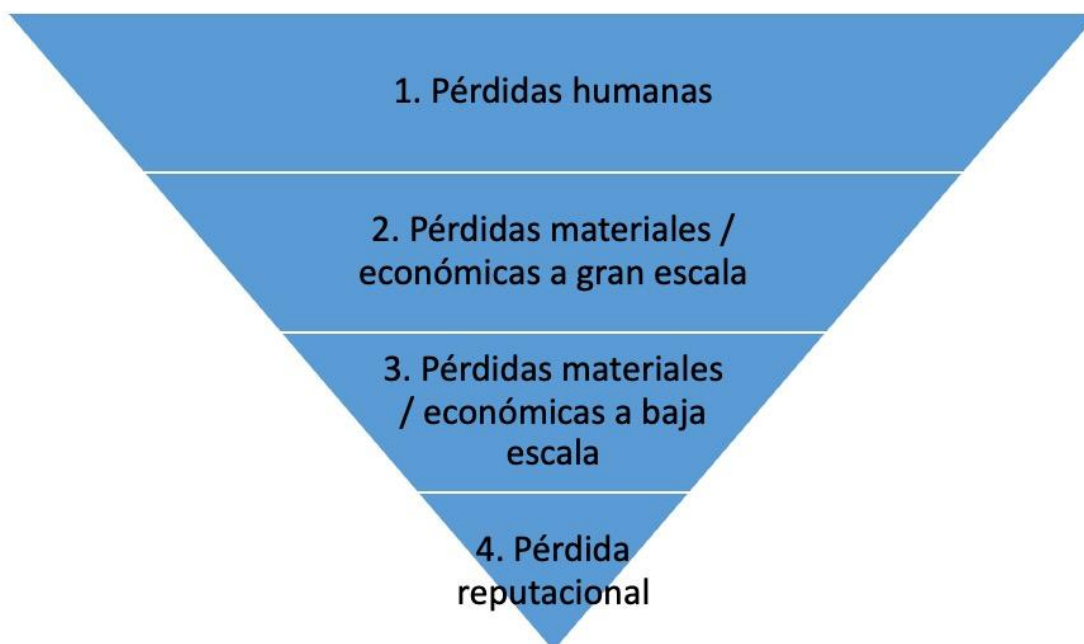 1. Pérdidas humanas
2. Pérdidas materiales /
económicas a gran escala
3. Pérdidas materiales
/ económicas a baja
escala
4. Pérdida
reputacional